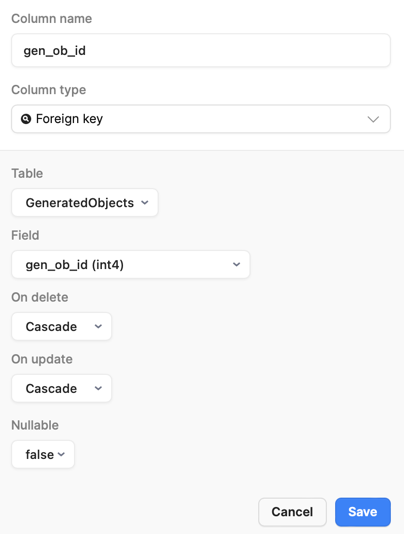 Column name
gen_ob_id
Column type
Foreign key
Table
GeneratedObjects
Field
gen_ob_id (int4)
On delete
Cascade
On update
Cascade
Nullable
false
Cancel Save